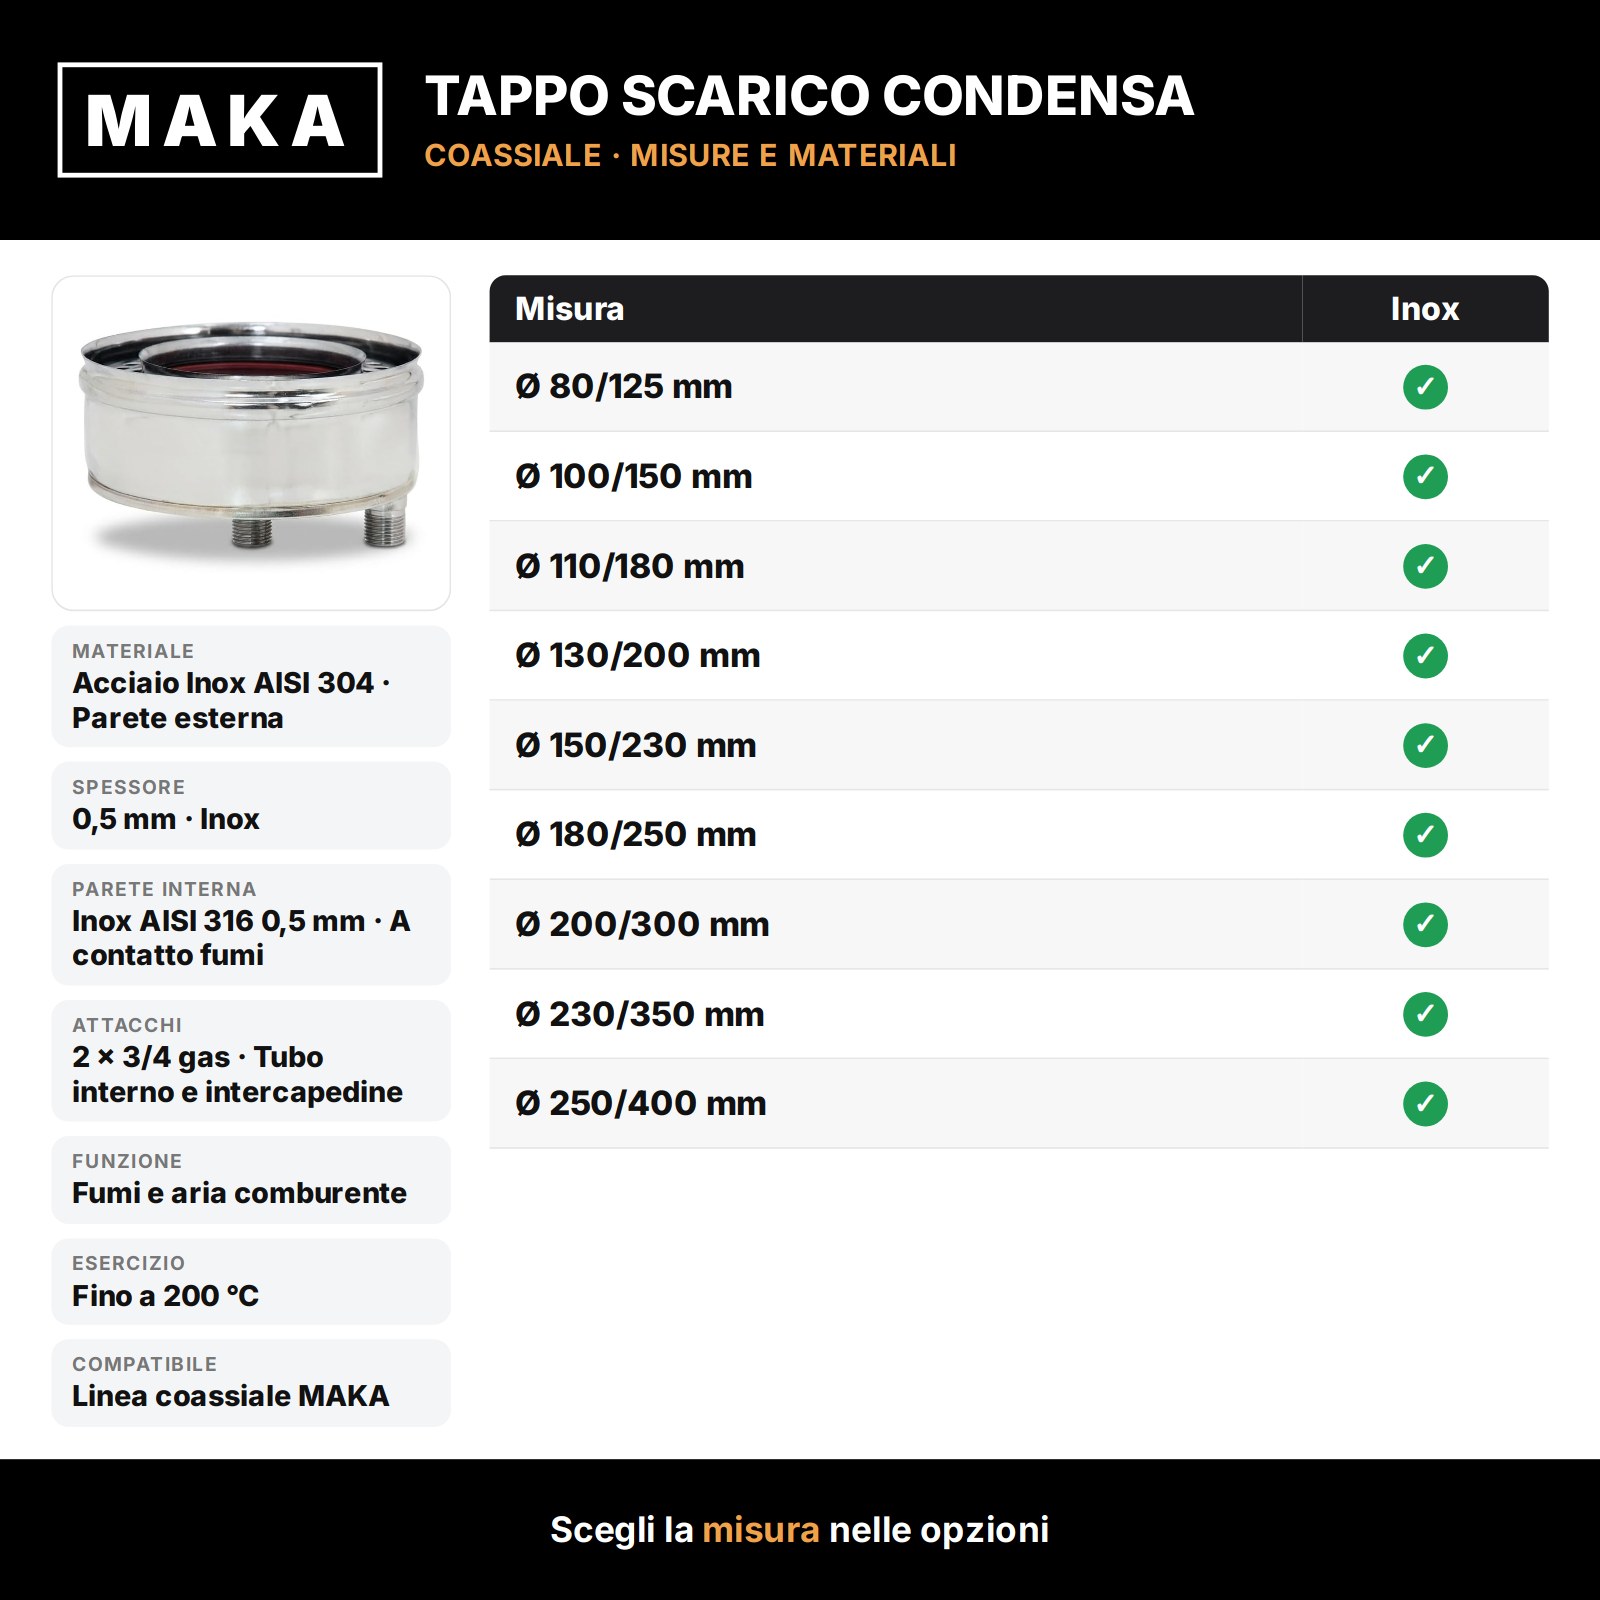 MAKA
TAPPO SCARICO CONDENSA
COASSIALE · MISURE E MATERIALI
MATERIALE
Acciaio Inox AISI 304 ·
Parete esterna
SPESSORE
0,5 mm · Inox
PARETE INTERNA
Inox AISI 316 0,5 mm · A
contatto fumi
ATTACCHI
2 × 3/4 gas · Tubo
interno e intercapedine
FUNZIONE
Fumi e aria comburente
ESERCIZIO
Fino a 200 °C
COMPATIBILE
Linea coassiale MAKA
Misura Inox
Ø 80/125 mm ✓
Ø 100/150 mm ✓
Ø 110/180 mm ✓
Ø 130/200 mm ✓
Ø 150/230 mm ✓
Ø 180/250 mm ✓
Ø 200/300 mm ✓
Ø 230/350 mm ✓
Ø 250/400 mm ✓
Scegli la misura nelle opzioni